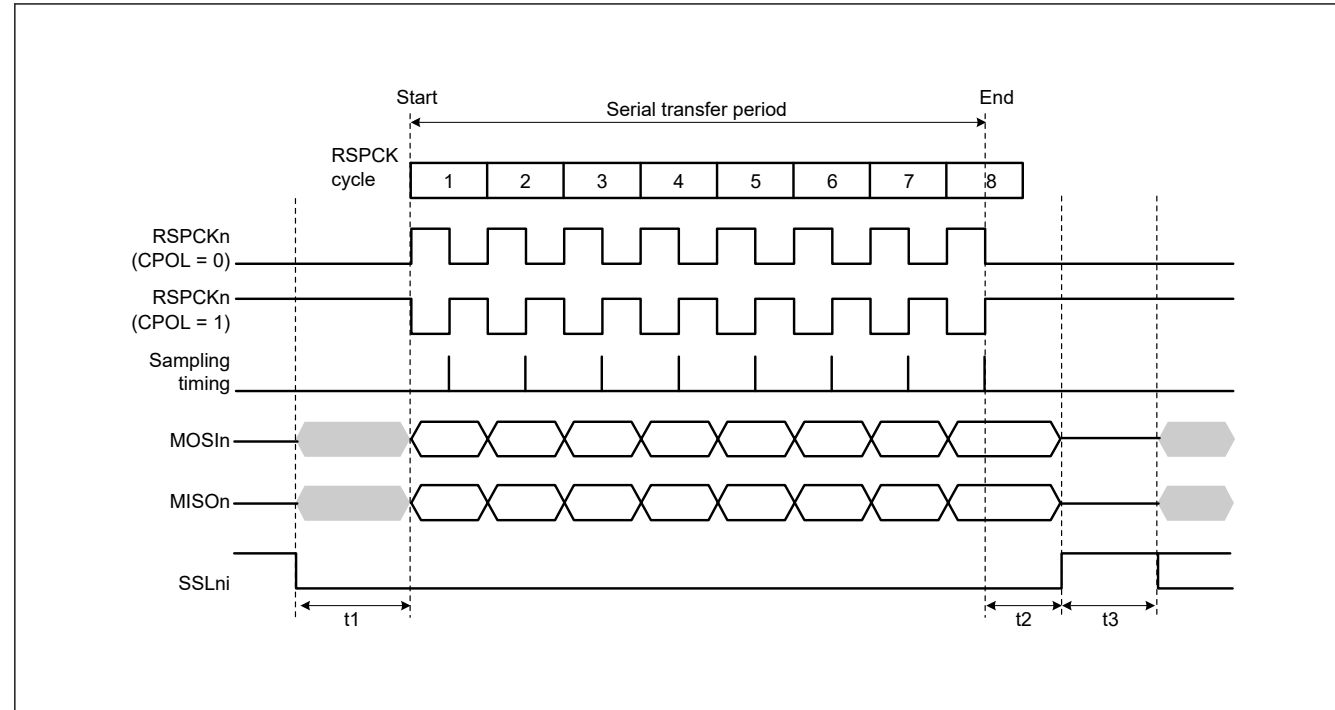 Start
End
Serial transfer period
RSPCK
cycle
1 2 3 4 5 6 7 8
RSPCKn
(CPOL = 0)
RSPCKn
(CPOL = 1)
Sampling
timing
MOSIn
MISOn
SSLni
t1
t2
t3